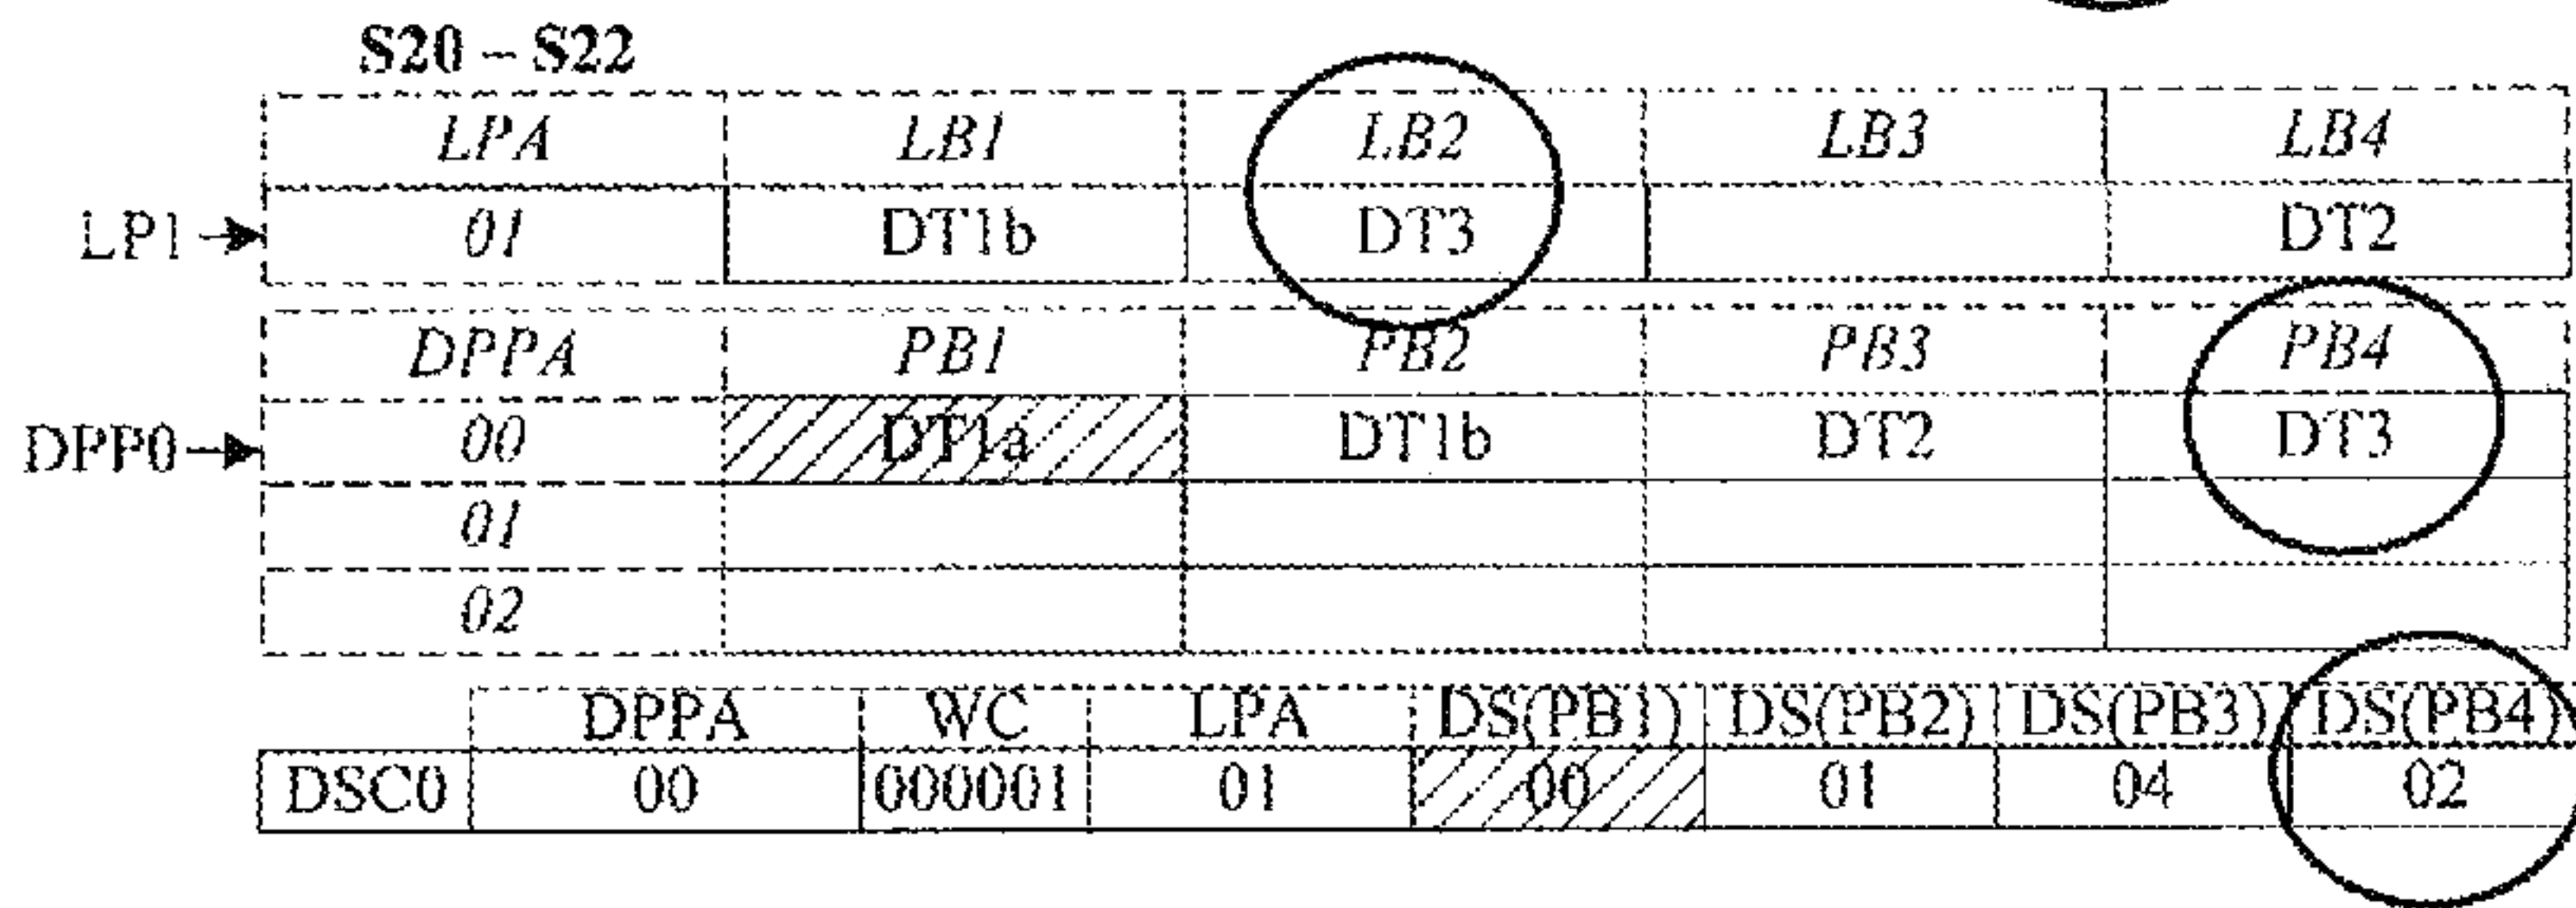 S20 – S22
LPA LB1 LB2 LB3 LB4
LP1 01 DT1b DT3 DT2
DPPA PB1 PB2 PB3 PB4
DPP0 00 DT1a DT1b DT2 DT3
01
02
DPPA WC LPA DS(PB1) DS(PB2) DS(PB3) DS(PB4)
DSC0 00 000001 01 00 01 04 02